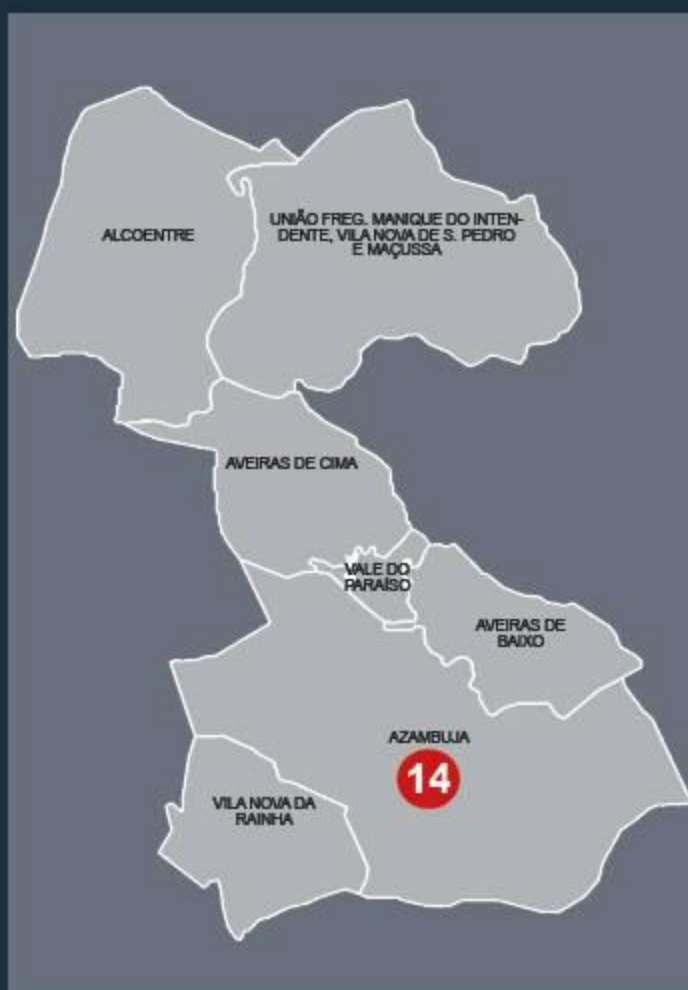 ALCOENTRE
UNIÃO FREG. MANIQUE DO INTEN-
DENTE, VILA NOVA DE S. PEDRO
E MAÇUSSA
AVEIRAS DE CIMA
VALE DO
PARAÍSO
AVEIRAS DE
BAIXO
AZAMBUJA
14
VILA NOVA DA
RAINHA